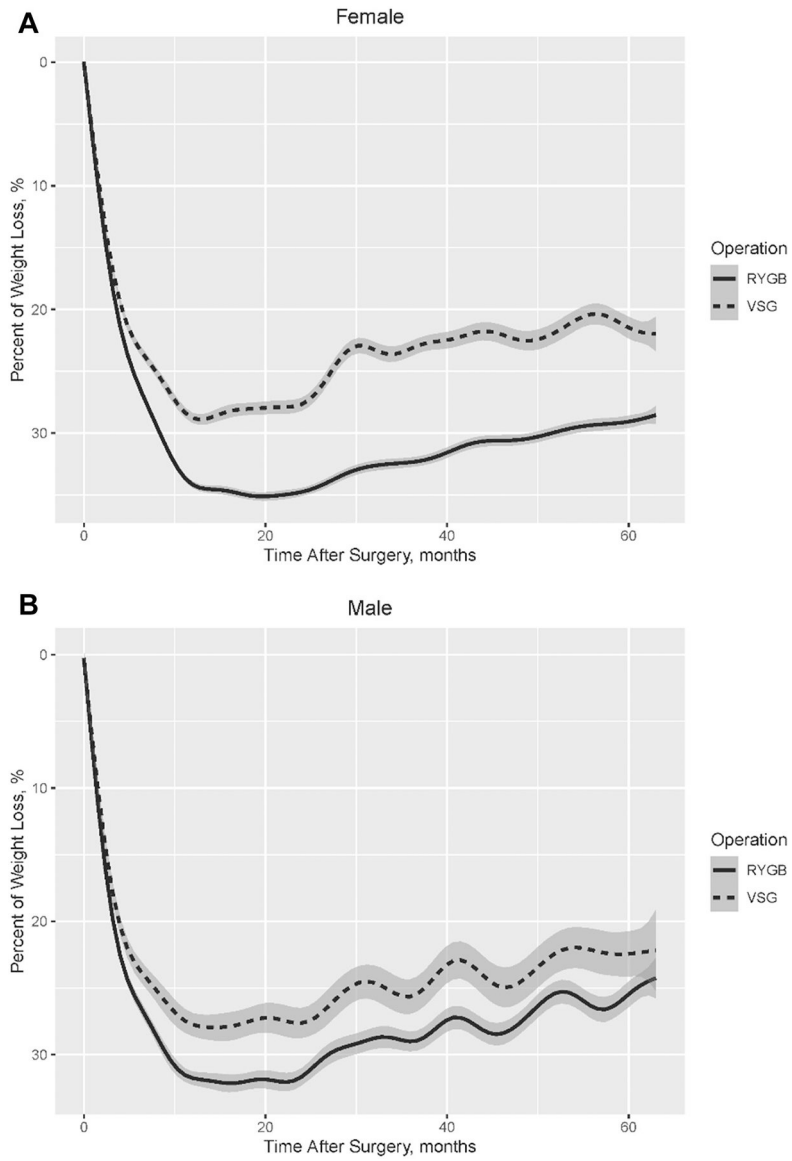 A
Female
0
10
20
30
Percent of Weight Loss, %
0
20
40
60
Time After Surgery, months
Operation
RYGB
VSG
B
Male
0
10
20
30
Percent of Weight Loss, %
0
20
40
60
Time After Surgery, months
Operation
RYGB
VSG